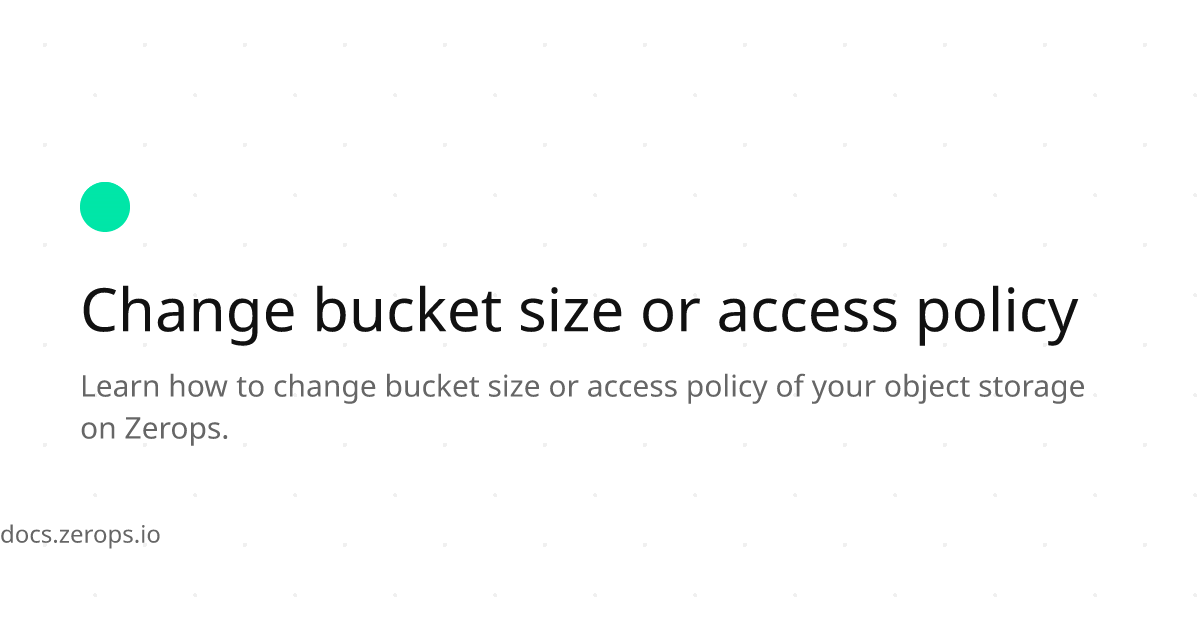 Change bucket size or access policy
Learn how to change bucket size or access policy of your object storage
on Zerops.
docs.zerops.io